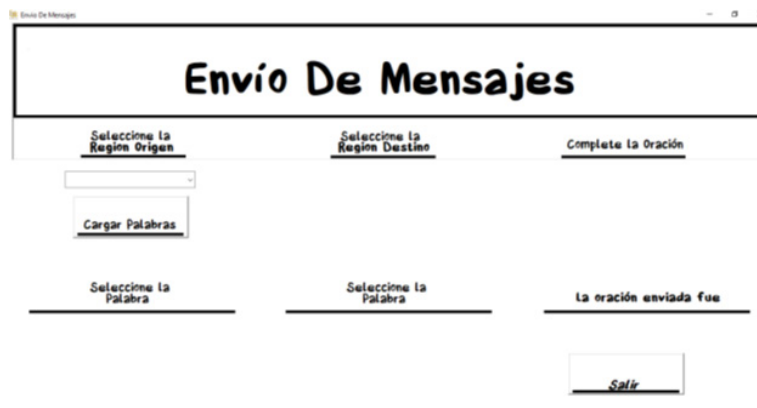 Envio De Mensajes
Envío De Mensajes
Seleccione la
Region Origen
Seleccione la
Region Destino
Complete la Oración
Cargar Palabras
Seleccione la
Palabra
Seleccione la
Palabra
La oración enviada fue
Salir